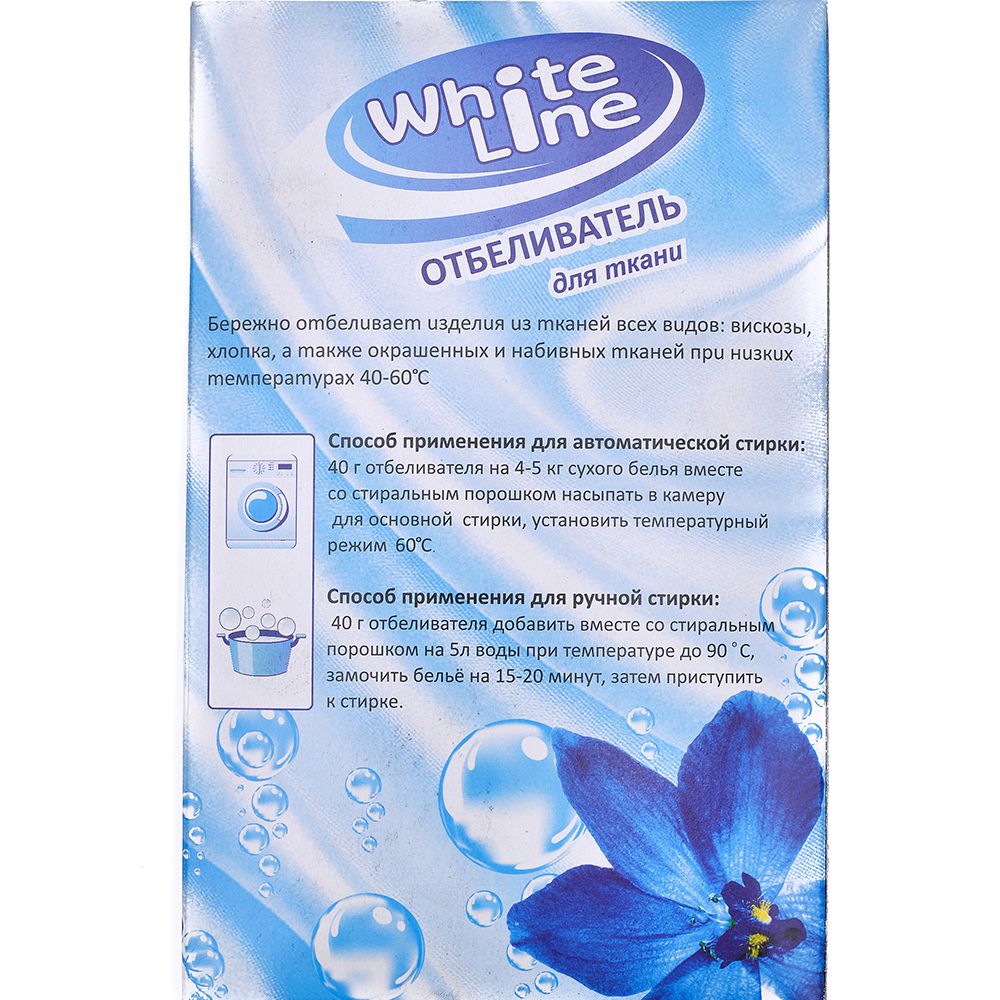 White
Line
ОТБЕЛИВАТЕЛЬ
для ткани
Бережно отбеливает изделия из тканей всех видов: вискозы,
хлопка, а также окрашенных и набивных тканей при низких
температурах 40-60°С
Способ применения для автоматической стирки:
40 г отбеливателя на 4-5 кг сухого белья вместе
со стиральным порошком насыпать в камеру
для основной стирки, установить температурный
режим 60°С.
Способ применения для ручной стирки:
40 г отбеливателя добавить вместе со стиральным
порошком на 5л воды при температуре до 90 °С,
замочить бельё на 15-20 минут, затем приступить
к стирке.